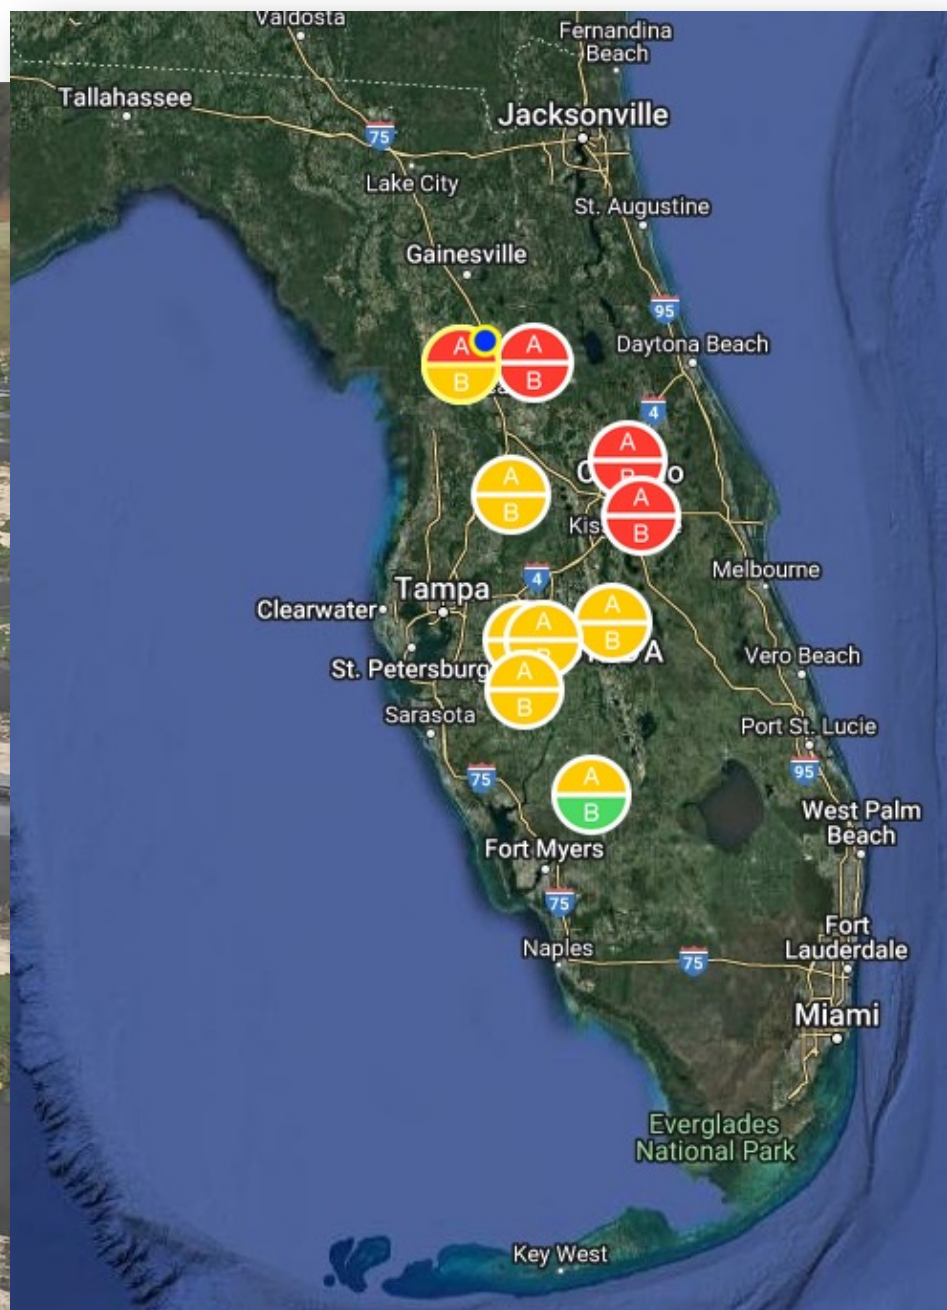 Valdosta
Fernandina
Beach
Tallahassee
Jacksonville
75
Lake City
St. Augustine
Gainesville
95
Daytona Beach
A
B
A
B
4
A
A
B
A
B
4
Melbourne
Tampa
Clearwater
A
B
A
St. Petersburg
A
Vero Beach
A
B
Sarasota
Port St. Lucie
75
95
A
B
West Palm
Beach
Fort Myers
75
Fort
Lauderdale
Naples
75
Miami
Everglades
National Park
Key West